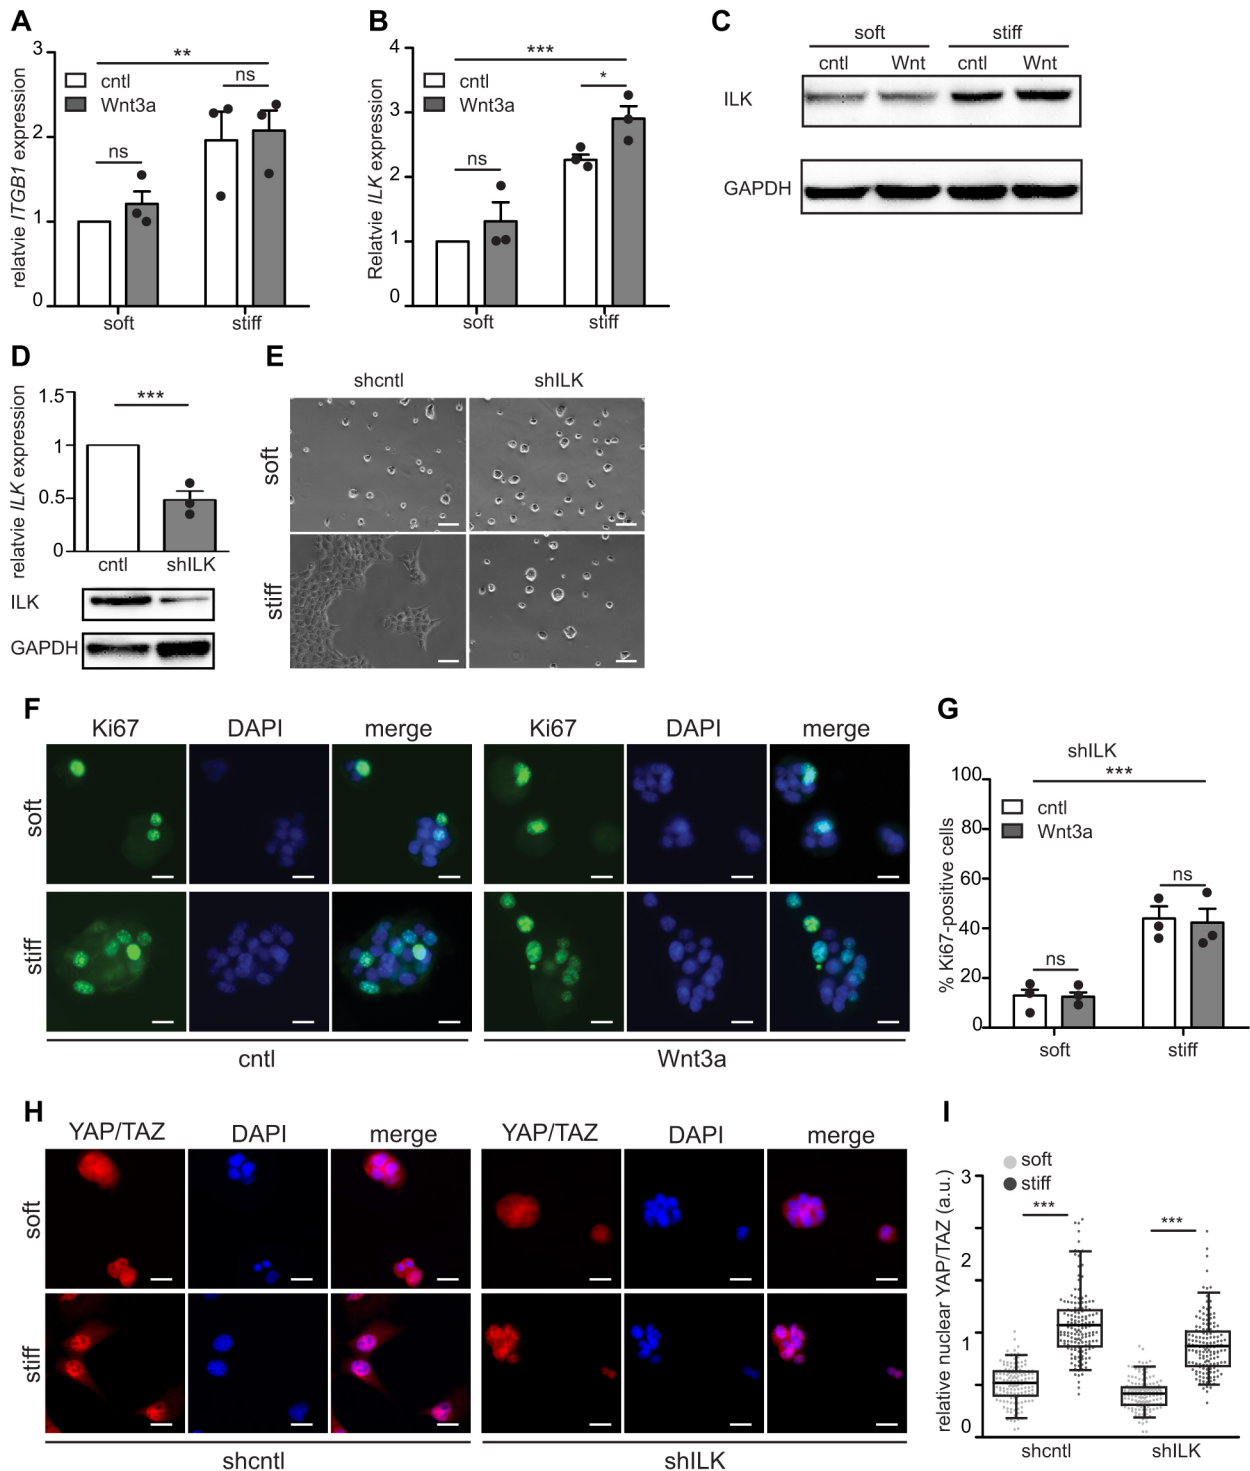 A
relatvie ITGB1 expression
3
2
1
0
**
cntl
Wnt3a
ns
ns
soft
stiff
B
Relatvie ILK expression
4
3
2
1
0
***
cntl
Wnt3a
*
ns
soft
stiff
C
soft
stiff
cntl
Wnt
cntl
Wnt
ILK
GAPDH
D
relatvie ILK expression
1.5
1
0.5
0
***
cntl
shILK
ILK
GAPDH
E
shcntl
shILK
soft
stiff
F
Ki67
DAPI
merge
Ki67
DAPI
merge
soft
stiff
cntl
Wnt3a
G
shILK
% Ki67-positive cells
100
80
60
40
20
0
***
cntl
Wnt3a
ns
ns
soft
stiff
H
YAP/TAZ
DAPI
merge
YAP/TAZ
DAPI
merge
soft
stiff
shcntl
shILK
I
soft
stiff
relative nuclear YAP/TAZ (a.u.)
3
2
1
0
***
***
shcntl
shILK